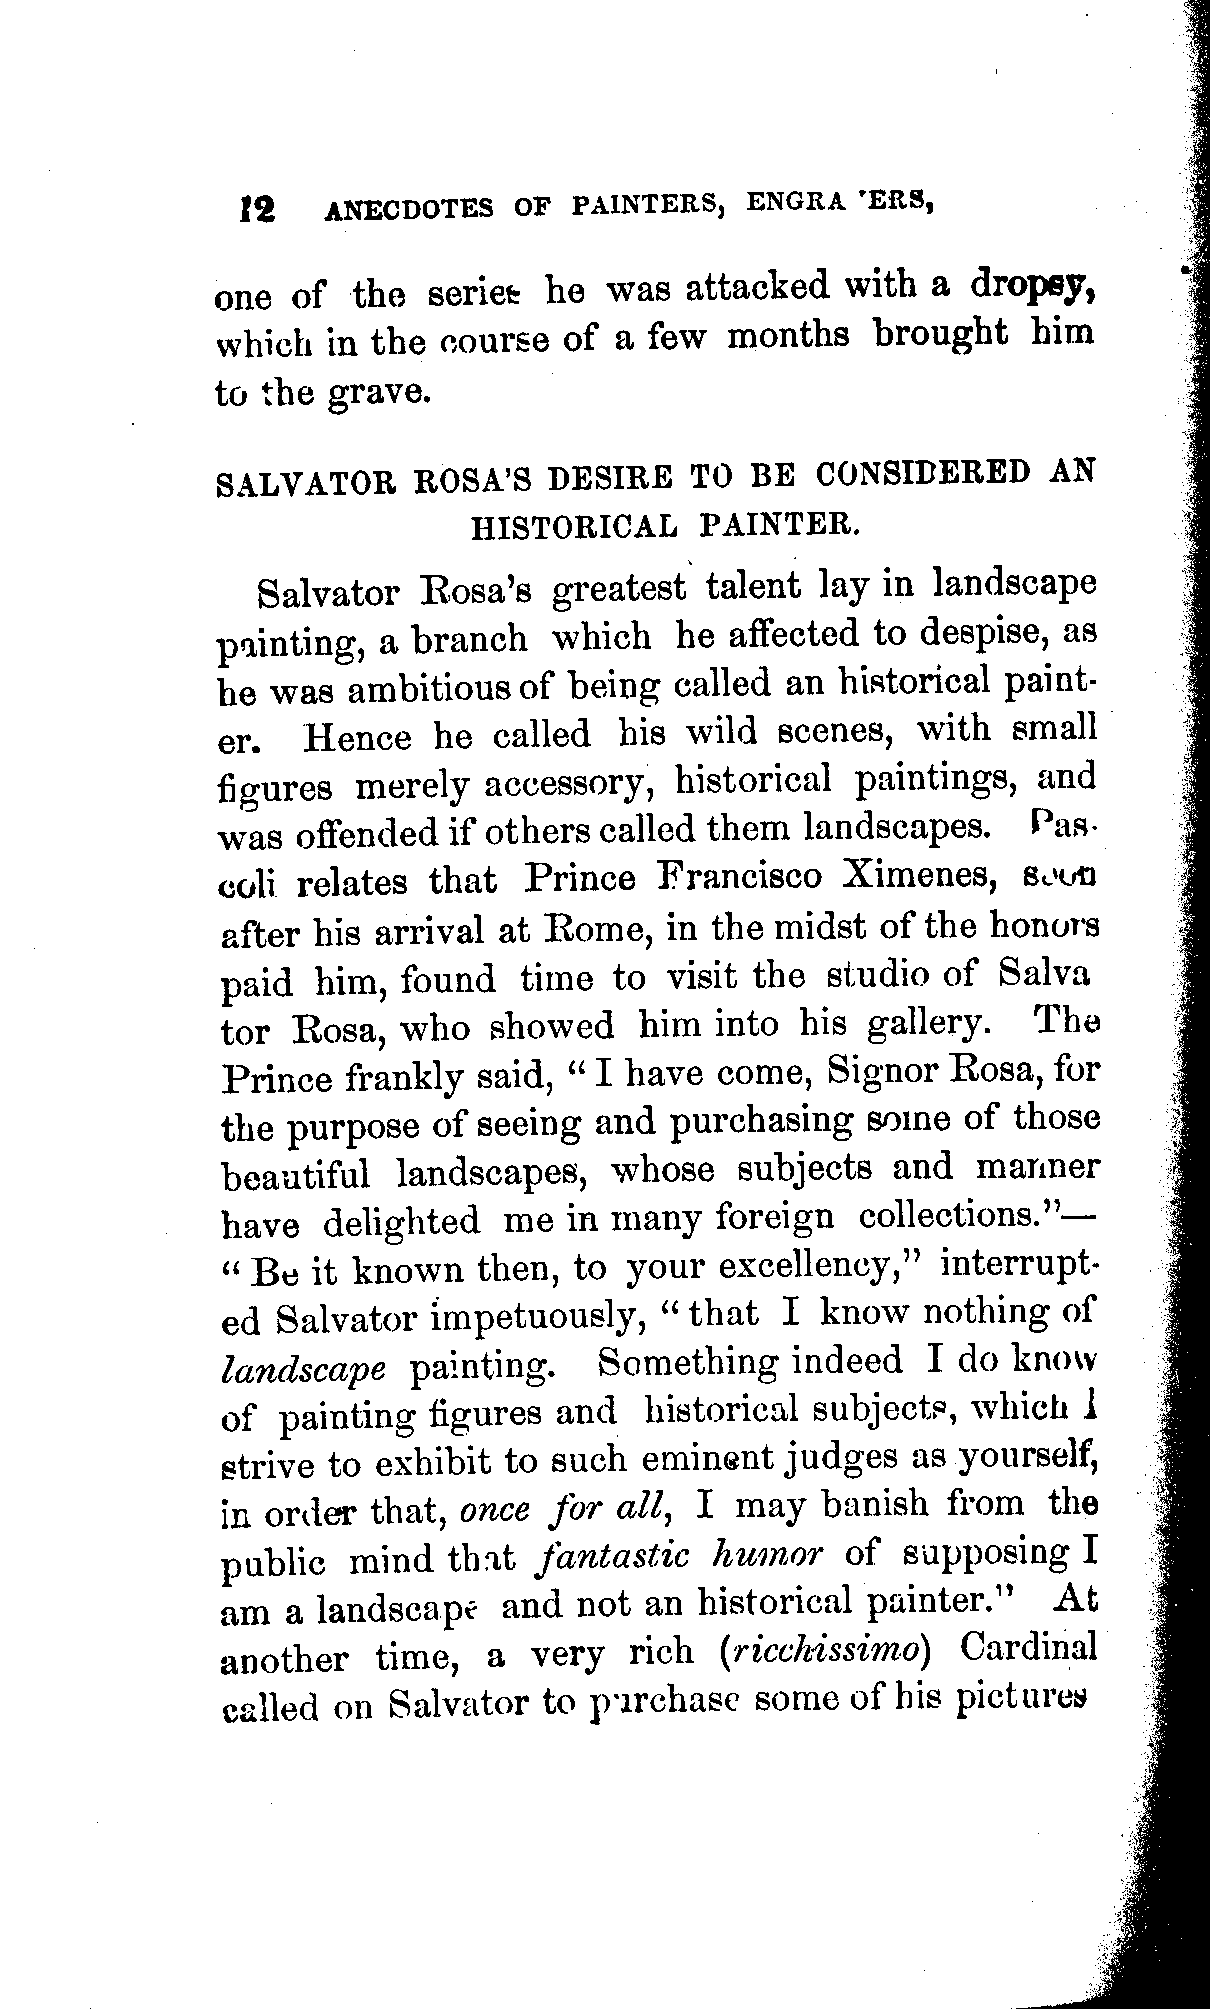 12 ANECDOTES OF PAINTERS, ENGRAVERS,
one of the series he was attacked with a dropsy,
which in the course of a few months brought him
to the grave.
SALVATOR ROSA'S DESIRE TO BE CONSIDERED AN
HISTORICAL PAINTER.
Salvator Rosa's greatest talent lay in landscape
painting, a branch which he affected to despise, as
he was ambitious of being called an historical paint-
er. Hence he called his wild scenes, with small
figures merely accessory, historical paintings, and
was offended if others called them landscapes. Pas-
coli relates that Prince Francisco Ximenes, soon
after his arrival at Rome, in the midst of the honors
paid him, found time to visit the studio of Salva
tor Rosa, who showed him into his gallery. The
Prince frankly said, "I have come, Signor Rosa, for
the purpose of seeing and purchasing some of those
beautiful landscapes, whose subjects and manner
have delighted me in many foreign collections."—
"Be it known then, to your excellency," interrupt-
ed Salvator impetuously, "that I know nothing of
landscape painting. Something indeed I do know
of painting figures and historical subjects, which I
strive to exhibit to such eminent judges as yourself,
in order that, once for all, I may banish from the
public mind that fantastic humor of supposing I
am a landscape and not an historical painter." At
another time, a very rich (ricchissimo) Cardinal
called on Salvator to purchase some of his pictures